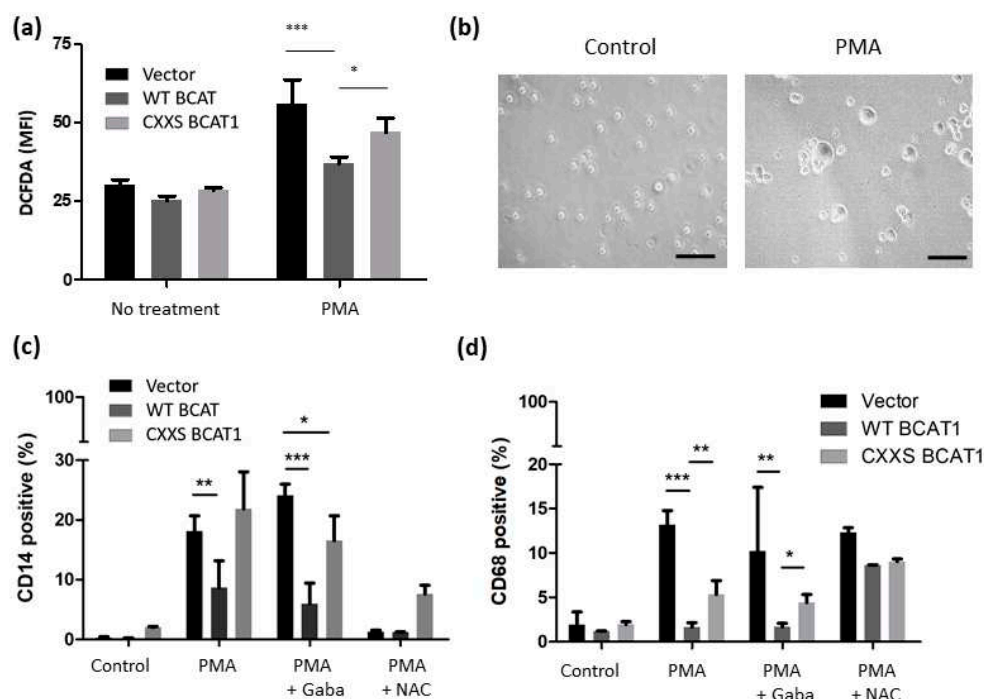 (a)
75
50
25
0
DCFDA (MFI)
Vector
WT BCAT
CXXS BCAT1
***
*
No treatment
PMA
(b)
Control
PMA
(c)
100
30
20
10
0
CD14 positive (%)
Vector
WT BCAT
CXXS BCAT1
**
*
***
Control
PMA
PMA
+ Gaba
PMA
+ NAC
(d)
100
20
15
10
5
0
CD68 positive (%)
Vector
WT BCAT1
CXXS BCAT1
**
***
**
*
Control
PMA
PMA
+ Gaba
PMA
+ NAC